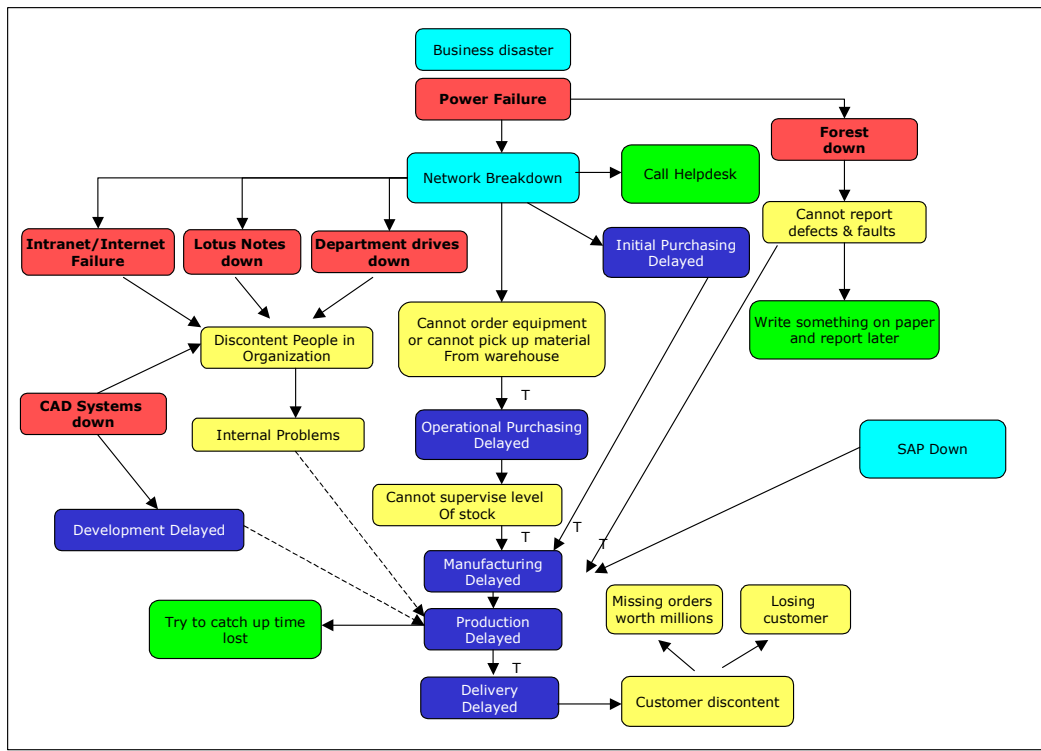 Business disaster
Power Failure
Forest
down
Network Breakdown
Call Helpdesk
Cannot report
defects & faults
Intranet/Internet
Failure
Lotus Notes
down
Department drives
down
Initial Purchasing
Delayed
Cannot order equipment
or cannot pick up material
From warehouse
Write something on paper
and report later
Discontent People in
Organization
T
CAD Systems
down
Internal Problems
Operational Purchasing
Delayed
SAP Down
Cannot supervise level
Of stock
Development Delayed
T
T
T
Manufacturing
Delayed
Missing orders
worth millions
Losing
customer
Try to catch up time
lost
Production
Delayed
T
Delivery
Delayed
Customer discontent